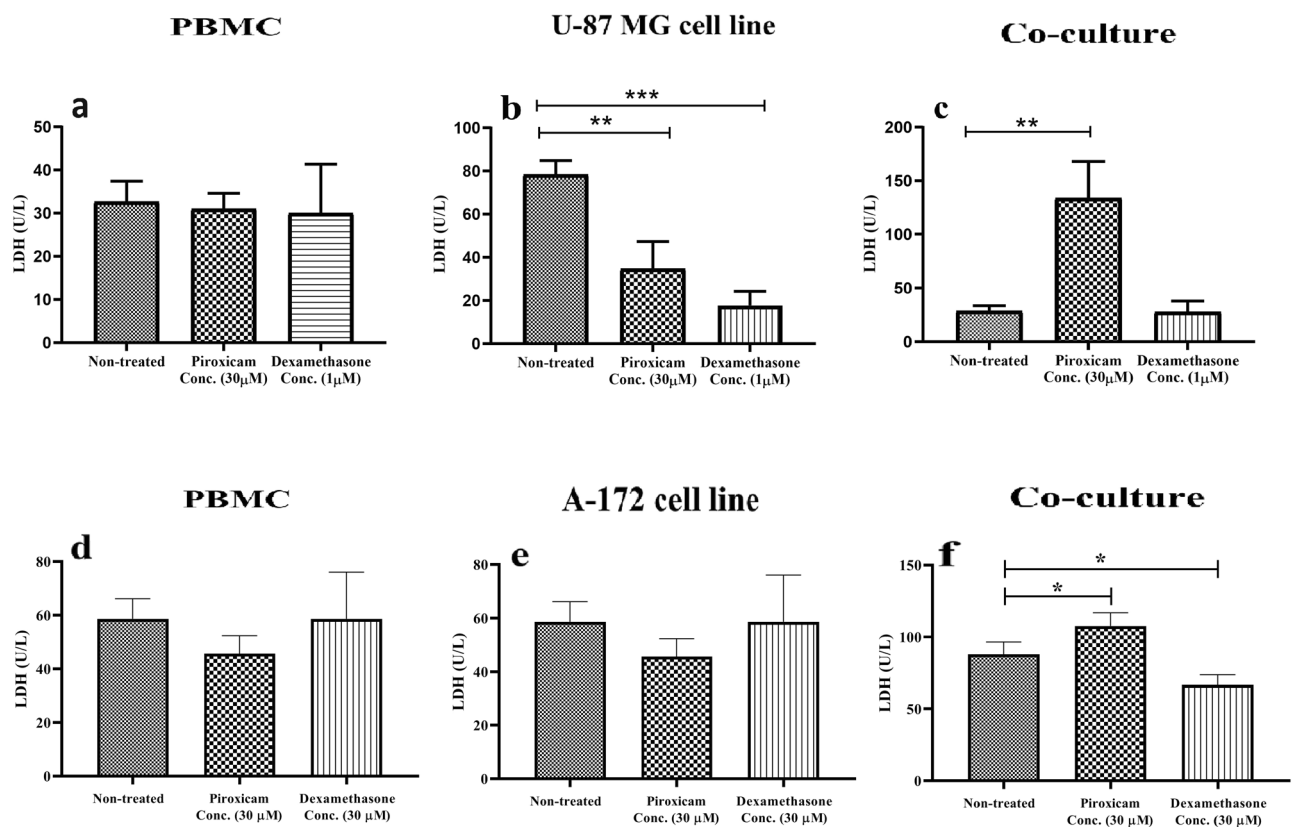 PBMC
U-87 MG cell line
Co-culture
a
50
40
30
20
10
0
LDH (U/L)
Non-treated
Piroxicam
Conc. (30μM)
Dexamethasone
Conc. (1μM)
b
***
**
100
80
60
40
20
0
LDH (U/L)
Non-treated
Piroxicam
Conc. (30μM)
Dexamethasone
Conc. (1μM)
c
**
200
150
100
50
0
LDH (U/L)
Non-treated
Piroxicam
Conc. (30μM)
Dexamethasone
Conc. (1μM)
PBMC
A-172 cell line
Co-culture
d
80
60
40
20
0
LDH (U/L)
Non-treated
Piroxicam
Conc. (30 μM)
Dexamethasone
Conc. (30 μM)
e
80
60
40
20
0
LDH (U/L)
Non-treated
Piroxicam
Conc. (30 μM)
Dexamethasone
Conc. (30 μM)
f
*
*
150
100
50
0
LDH (U/L)
Non-treated
Piroxicam
Conc. (30 μM)
Dexamethasone
Conc. (30 μM)